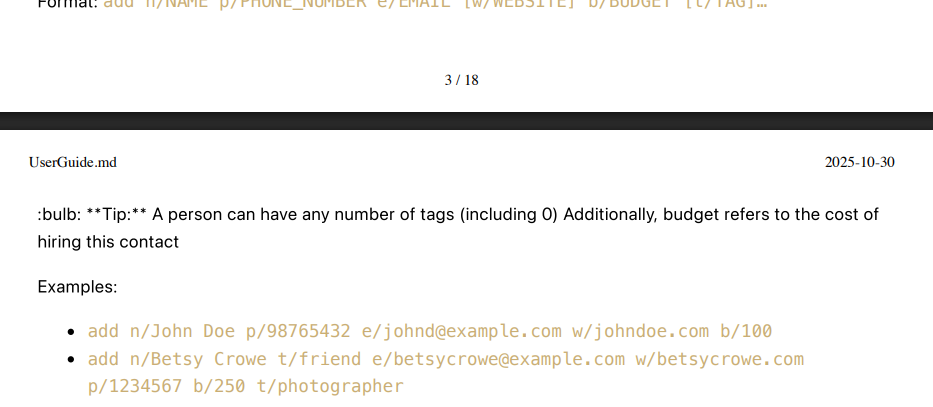 Format: add n/NAME p/PHONE_NUMBER e/EMAIL [w/WEBSITE] b/BUDGET [t/TAG]…
3 / 18
UserGuide.md 2025-10-30
:bulb: **Tip:** A person can have any number of tags (including 0) Additionally, budget refers to the cost of
hiring this contact
Examples:
• add n/John Doe p/98765432 e/johnd@example.com w/johndoe.com b/100
• add n/Betsy Crowe t/friend e/betsycrowe@example.com w/betsycrowe.com
p/1234567 b/250 t/photographer